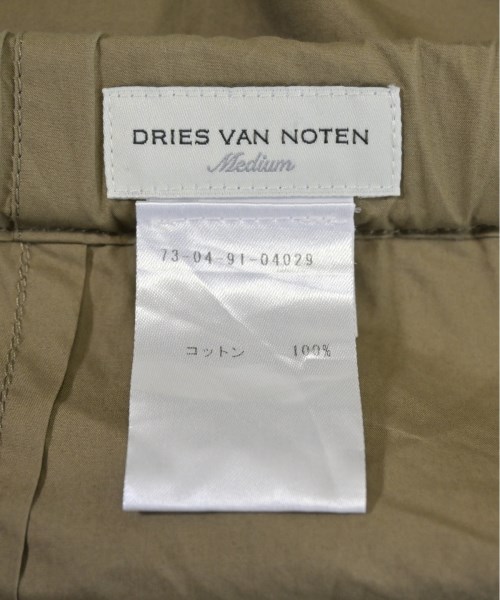 DRIES VAN NOTEN
Medium
73-04-91-04029
コットン 100%